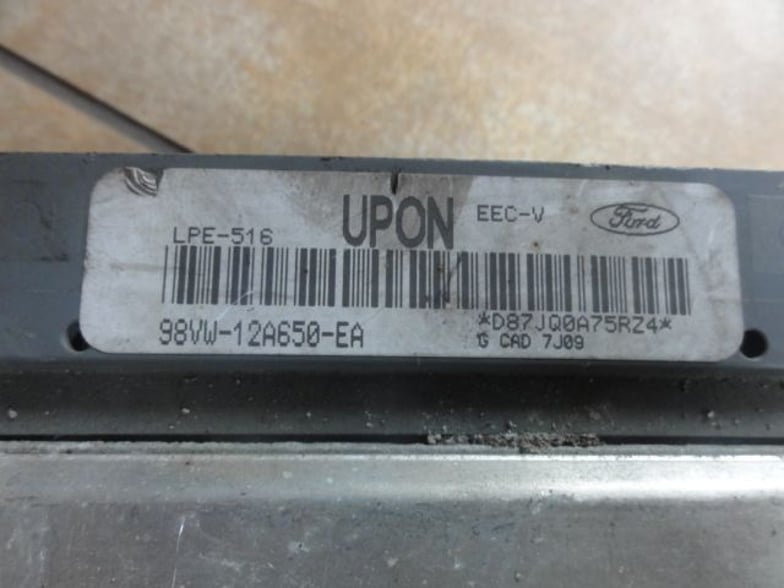 LPE-516 UPON EEC-V Ford
98VW-12A650-EA *D87JQ0A75RZ4*
G CAD 7J09